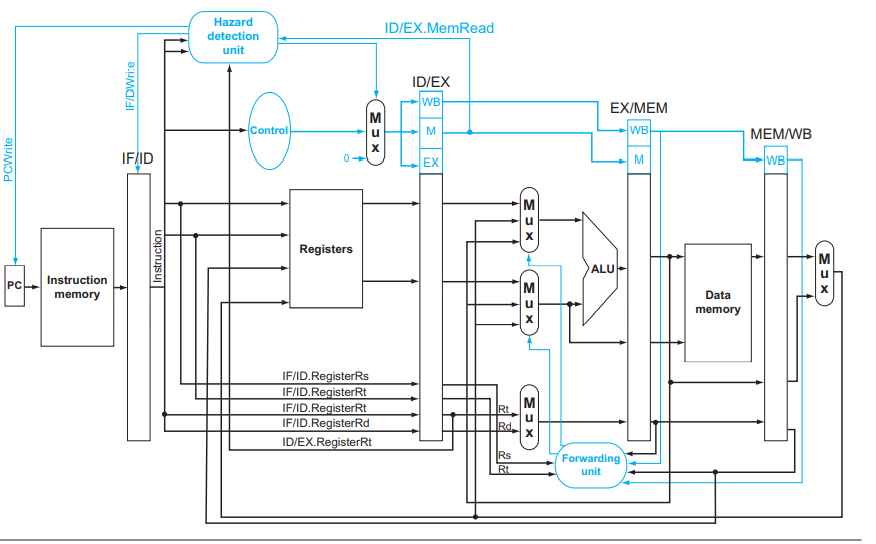 Hazard
detection
unit
ID/EX.MemRead
IF/DWrite
PCWrite
ID/EX
WB
M
EX
EX/MEM
WB
M
MEM/WB
WB
Control
M
u
x
0
IF/ID
Instruction
Registers
M
u
x
M
u
x
ALU
PC
Instruction
memory
Data
memory
M
u
x
IF/ID.RegisterRs
IF/ID.RegisterRt
IF/ID.RegisterRt
IF/ID.RegisterRd
ID/EX.RegisterRt
Rt
Rd
M
u
x
Rs
Rt
Forwarding
unit